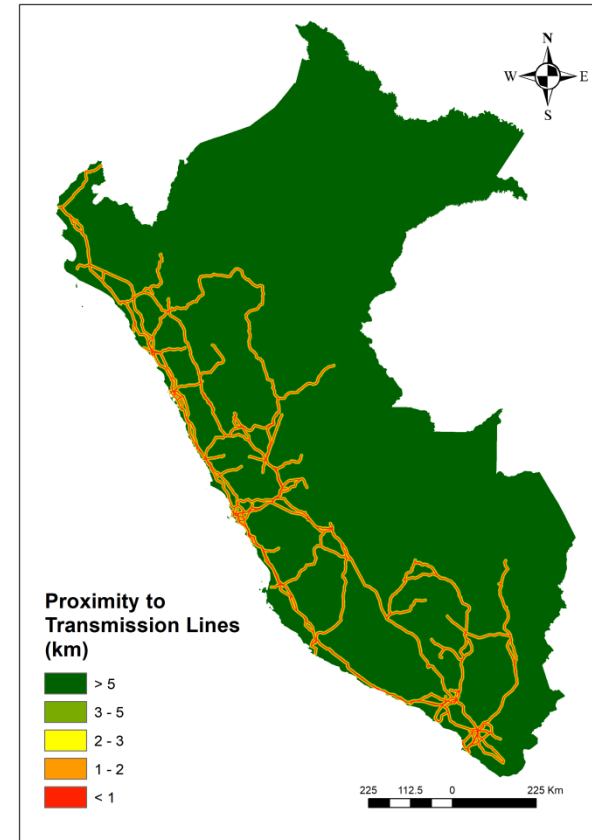 N
W E
S
Proximity to
Transmission Lines
(km)
> 5
3 - 5
2 - 3
1 - 2
< 1
225 112.5 0 225 Km